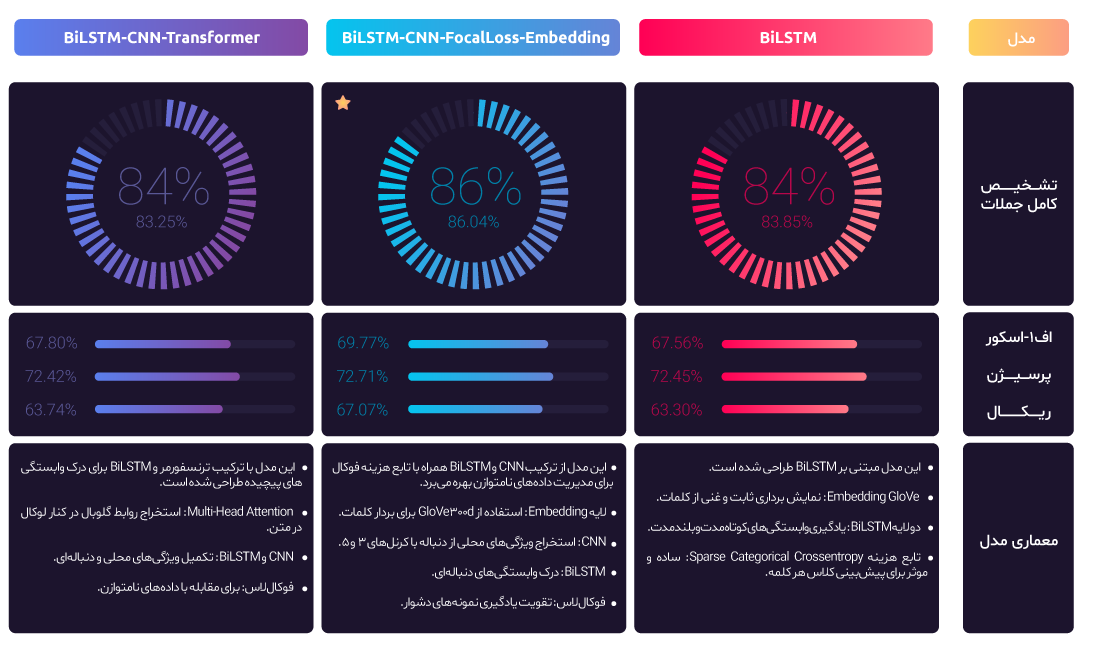 مدل
BiLSTM
BiLSTM-CNN-FocalLoss-Embedding
BiLSTM-CNN-Transformer
تشخیص
کامل جملات
84%
83.85%
86%
86.04%
84%
83.25%
اف۱-اسکور
پرسیژن
ریکال
67.56%
72.45%
63.30%
69.77%
72.71%
67.07%
67.80%
72.42%
63.74%
معماری مدل
• این مدل مبتنی بر BiLSTM طراحی شده است.
• Embedding GloVe: نمایش برداری ثابت و غنی از کلمات.
• دو لایه BiLSTM: یادگیری وابستگی‌های کوتاه‌مدت و بلندمدت.
• تابع هزینه Sparse Categorical Crossentropy: ساده و
موثر برای پیش‌بینی کلاس هر کلمه.
• این مدل از ترکیب CNN و BiLSTM همراه با تابع هزینه فوکال
برای مدیریت داده‌های نامتوازن بهره می‌برد.
• لایه Embedding: استفاده از GloVe۳۰۰d برای بردار کلمات.
• CNN: استخراج ویژگی‌های محلی از دنباله با کرنل‌های ۳ و ۵.
• BiLSTM: درک وابستگی‌های دنباله‌ای.
• فوکال‌لاس: تقویت یادگیری نمونه‌های دشوار.
• این مدل با ترکیب ترنسفورمر و BiLSTM برای درک وابستگی
های پیچیده طراحی شده است.
• Multi-Head Attention: استخراج روابط گلوبال در کنار لوکال
در متن.
• CNN و BiLSTM: تکمیل ویژگی‌های محلی و دنباله‌ای.
• فوکال‌لاس: برای مقابله با داده‌های نامتوازن.